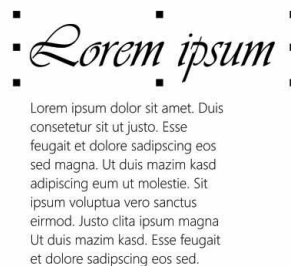 Lorem ipsum
Lorem ipsum dolor sit amet. Duis
consetetur sit ut justo. Esse
feugait et dolore sadipscing eos
sed magna. Ut duis mazim kasd
adipiscing eum ut molestie. Sit
ipsum voluptua vero sanctus
eirmod. Justo clita ipsum magna
Ut duis mazim kasd. Esse feugait
et dolore sadipscing eos sed.